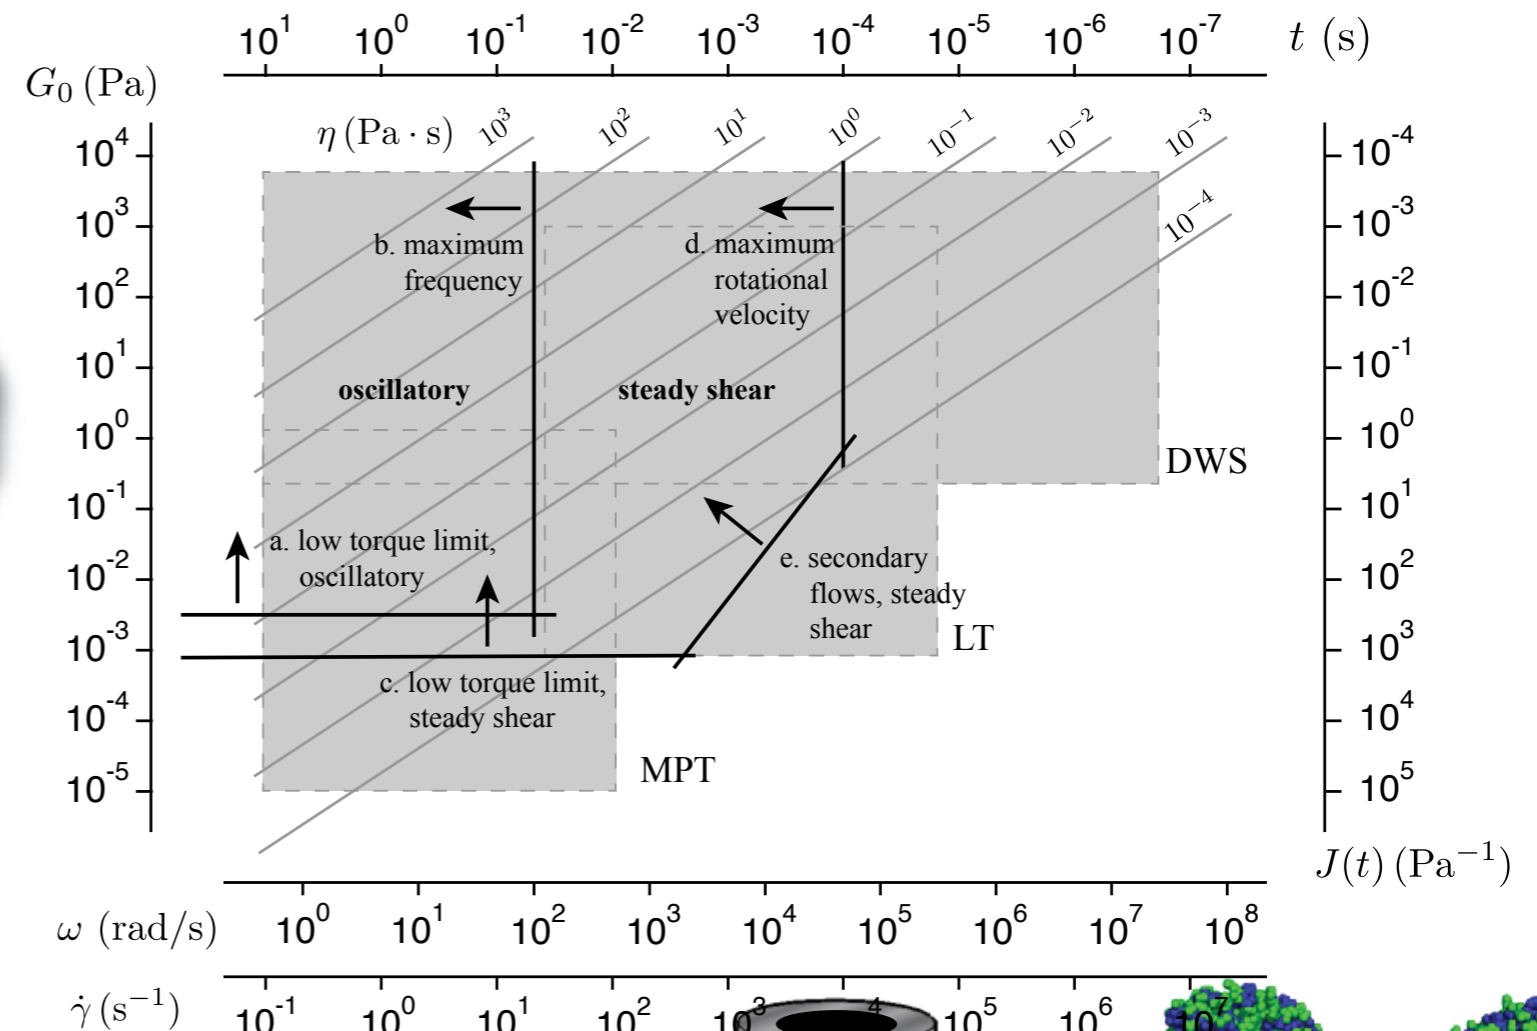 10^1 10^0 10^-1 10^-2 10^-3 10^-4 10^-5 10^-6 10^-7 t (s)
G_0 (Pa)
η (Pa · s) 10^3 10^2 10^1 10^0 10^−1 10^−2 10^−3
10^−4
10^4
10^3
10^2
10^1
10^0
10^-1
10^-2
10^-3
10^-4
10^-5
b. maximum
frequency
d. maximum
rotational
velocity
oscillatory
steady shear
DWS
a. low torque limit,
oscillatory
e. secondary
flows, steady
shear
LT
c. low torque limit,
steady shear
MPT
10^-4
10^-3
10^-2
10^-1
10^0
10^1
10^2
10^3
10^4
10^5
J(t) (Pa^−1)
ω (rad/s) 10^0 10^1 10^2 10^3 10^4 10^5 10^6 10^7 10^8
γ̇ (s^−1) 10^-1 10^0 10^1 10^2 10^3 4 10^5 10^6 10^7